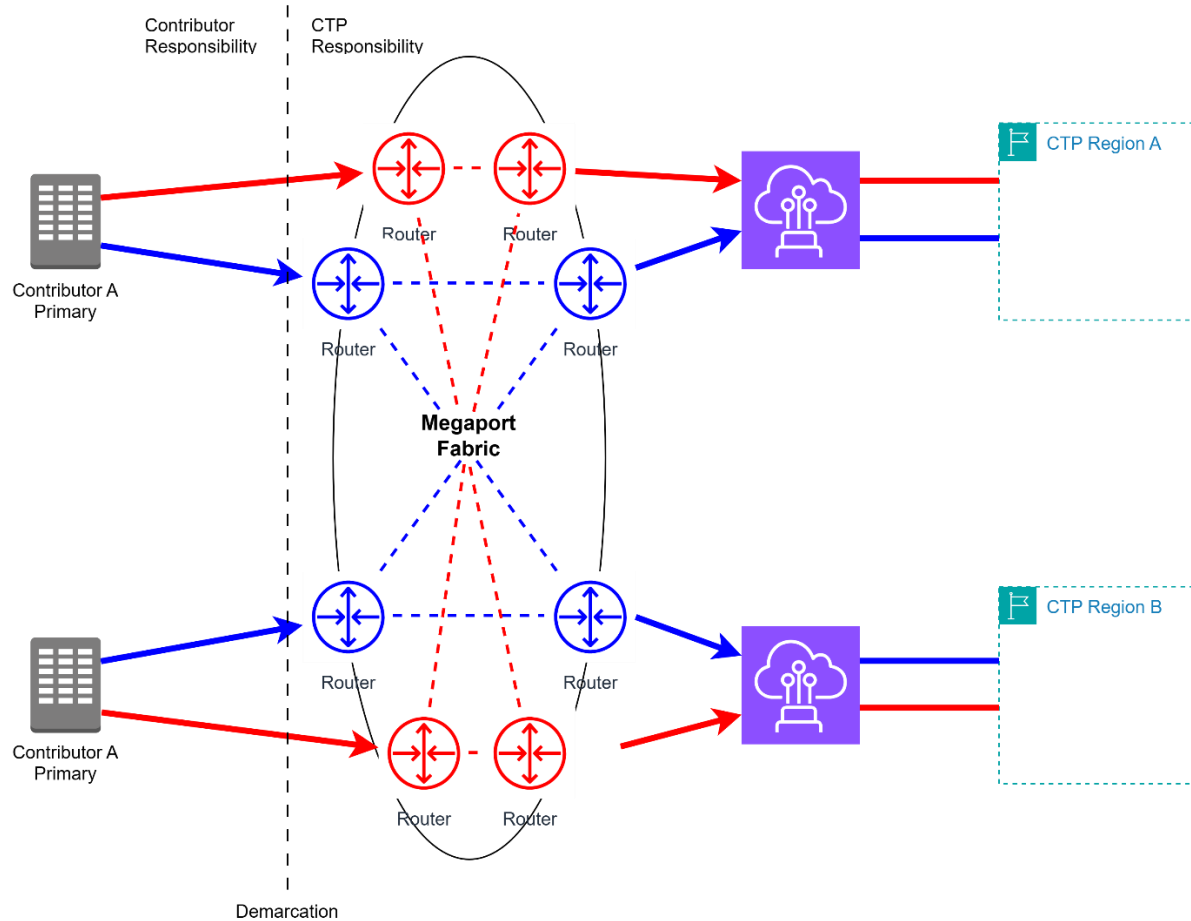 Contributor
Responsibility
CTP
Responsibility
CTP Region A
Router
Router
Contributor A
Primary
Router
Router
Megaport
Fabric
CTP Region B
Router
Router
Contributor A
Primary
Router
Router
Demarcation